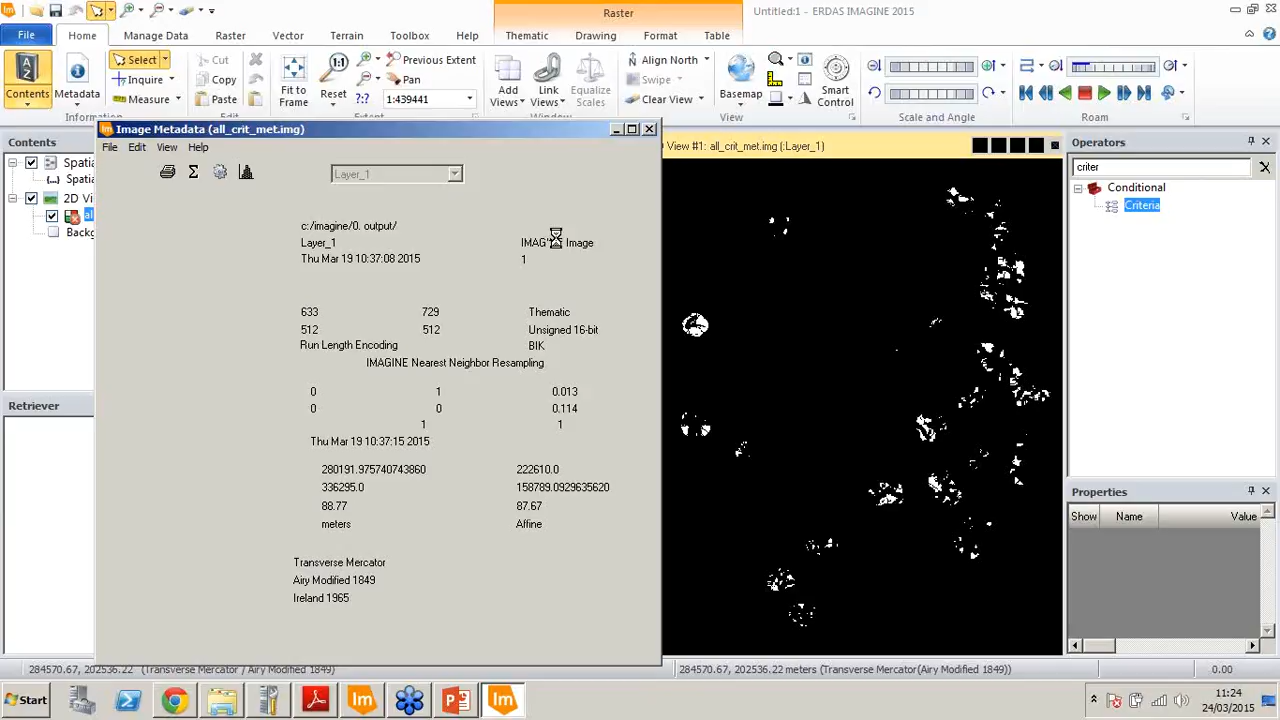 Raster
Untitled:1 - ERDAS IMAGINE 2015
File
Home
Manage Data
Raster
Vector
Terrain
Toolbox
Help
Thematic
Drawing
Format
Table
Contents
Metadata
Select
Inquire
Measure
Cut
Copy
Paste
Fit to
Frame
1:1
Reset
Previous Extent
Pan
1:439441
Add
Views
Link
Views
Equalize
Scales
Align North
Swipe
Basemap
Smart
Control
Information
Extent
Window
View
Scale and Angle
Roam
Contents
Image Metadata (all_crit_met.img)
File Edit View Help
Layer_1
c:/imagine/0. output/
Layer_1
Image
Thu Mar 19 10:37:08 2015
1
633 729 Thematic
512 512 Unsigned 16-bit
Run Length Encoding BIK
IMAGINE Nearest Neighbor Resampling
0 1 0.013
0 0 0.114
1 1
Thu Mar 19 10:37:15 2015
280191.975740743860 222610.0
336295.0 158789.0929635620
88.77 87.67
meters Affine
Transverse Mercator
Airy Modified 1849
Ireland 1965
Retriever
View #1: all_crit_met.img (:Layer_1)
Operators
criter
Conditional
Criteria
Properties
Show Name Value
284570.67, 202536.22 (Transverse Mercator / Airy Modified 1849)
284570.67, 202536.22 meters (Transverse Mercator(Airy Modified 1849))
0.00
Start
11:24
24/03/2015